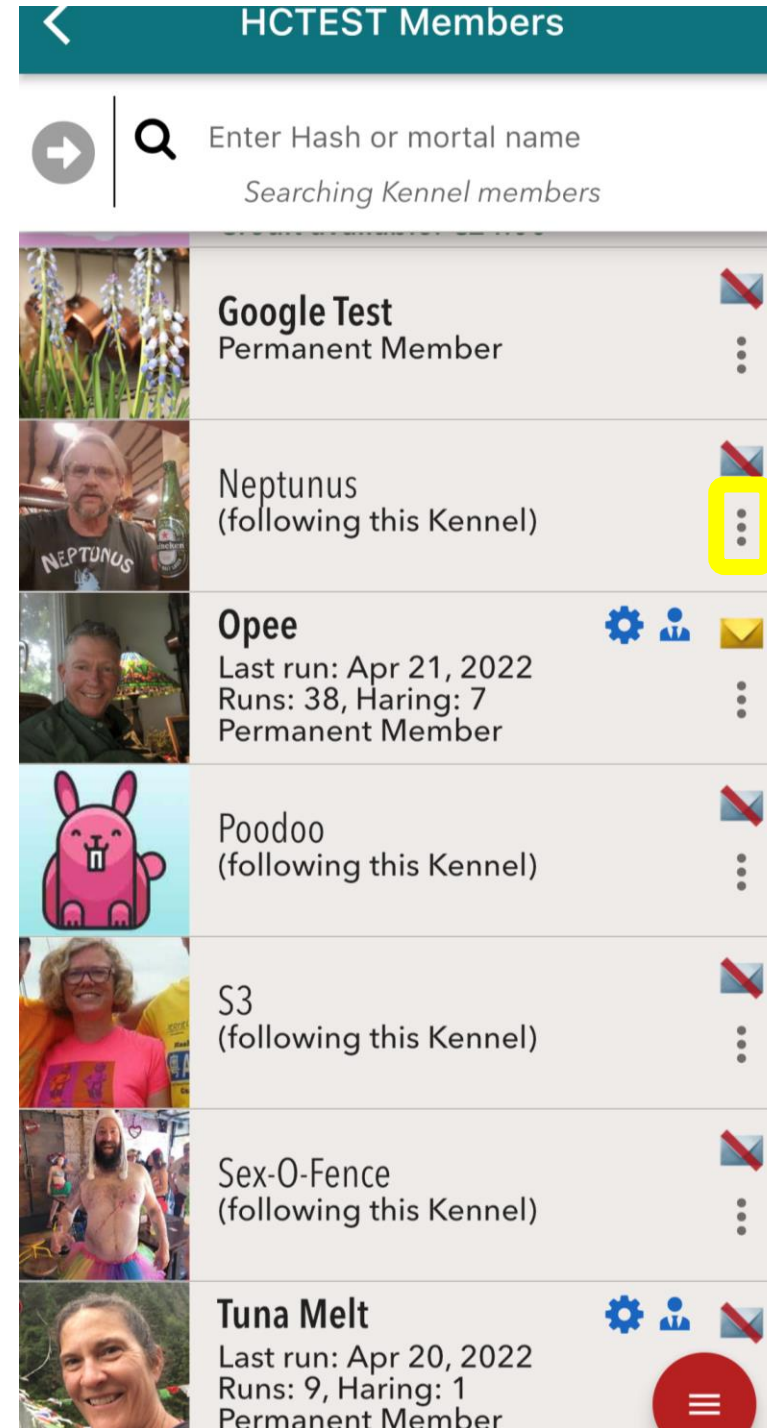 HCTEST Members
Enter Hash or mortal name
Searching Kennel members
Google Test
Permanent Member
Neptunus
(following this Kennel)
NEPTUNUS
Opee
Last run: Apr 21, 2022
Runs: 38, Haring: 7
Permanent Member
Poodoo
(following this Kennel)
S3
(following this Kennel)
Sex-O-Fence
(following this Kennel)
Tuna Melt
Last run: Apr 20, 2022
Runs: 9, Haring: 1
Permanent Member